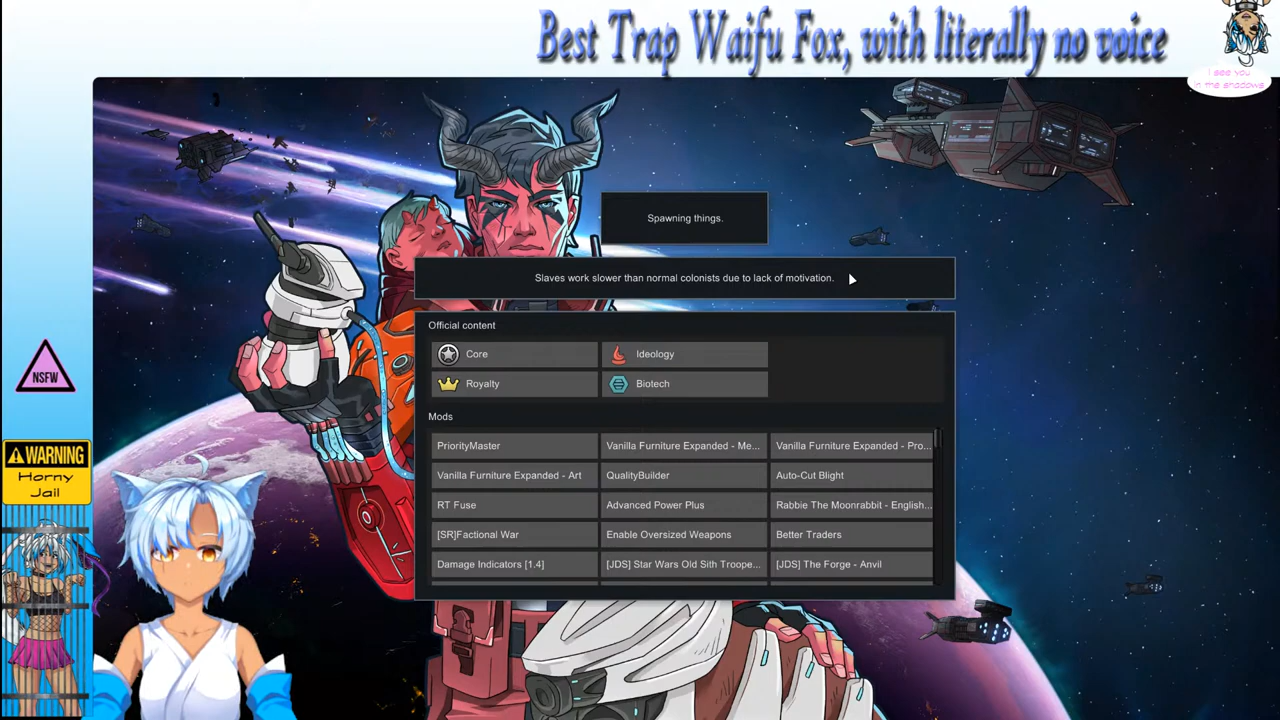 Best Trap Waifu Fox, with literally no voice
I see you
in the shadows
Spawning things.
Slaves work slower than normal colonists due to lack of motivation.
Official content
Core
Ideology
Royalty
Biotech
Mods
PriorityMaster
Vanilla Furniture Expanded - Me...
Vanilla Furniture Expanded - Pro...
Vanilla Furniture Expanded - Art
QualityBuilder
Auto-Cut Blight
RT Fuse
Advanced Power Plus
Rabbie The Moonrabbit - English...
[SR]Factional War
Enable Oversized Weapons
Better Traders
Damage Indicators [1.4]
[JDS] Star Wars Old Sith Troope...
[JDS] The Forge - Anvil
NSFW
WARNING
Horny
Jail